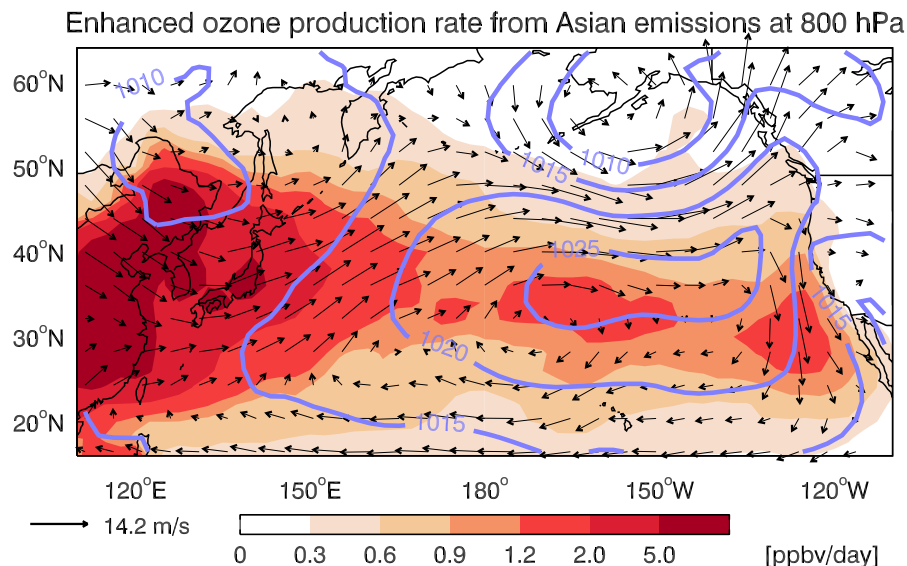 Enhanced ozone production rate from Asian emissions at 800 hPa
60°N
50°N
40°N
30°N
20°N
1010
1015
1010
1025
1015
1020
1015
120°E
150°E
180°
150°W
120°W
14.2 m/s
0
0.3
0.6
0.9
1.2
2.0
5.0
[ppbv/day]